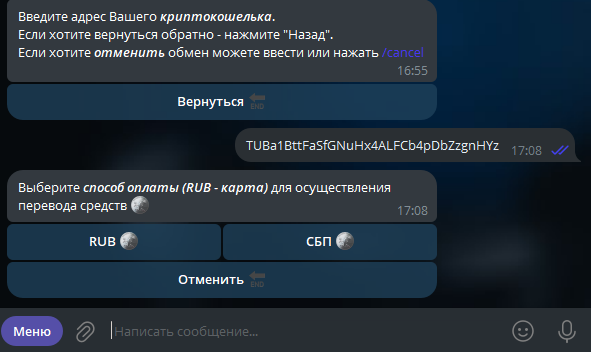 Введите адрес Вашего криптокошелька.
Если хотите вернуться обратно - нажмите "Назад".
Если хотите отменить обмен можете ввести или нажать /cancel
16:55
Вернуться 🔚
TUBa1BttFaSfGNuHx4ALFCb4pDbZzgnHYz 17:08
Выберите способ оплаты (RUB - карта) для осуществления
перевода средств 🌚
17:08
RUB 🌚 СБП 🌚
Отменить 🔚
Меню Написать сообщение...